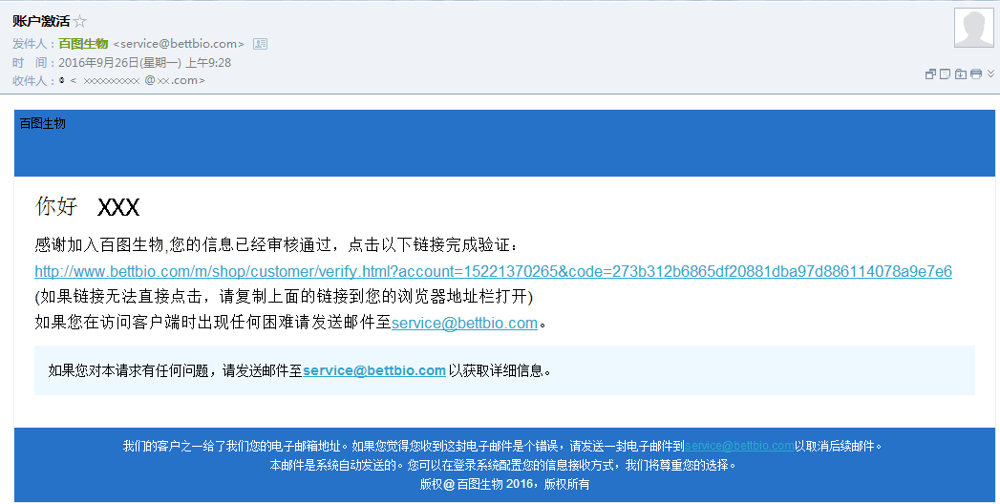 账户激活☆
发件人：百图生物 <service@bettbio.com>
时　间：2016年9月26日(星期一) 上午9:28
收件人： < xxxxxxxxxx @xx.com>
百图生物
你好 XXX
感谢加入百图生物,您的信息已经审核通过，点击以下链接完成验证：
http://www.bettbio.com/m/shop/customer/verify.html?account=15221370265&code=273b312b6865df20881dba97d886114078a9e7e6
(如果链接无法直接点击，请复制上面的链接到您的浏览器地址栏打开)
如果您在访问客户端时出现任何困难请发送邮件至service@bettbio.com。
如果您对本请求有任何问题，请发送邮件至service@bettbio.com 以获取详细信息。
我们的客户之一给了我们您的电子邮箱地址。如果您觉得您收到这封电子邮件是个错误，请发送一封电子邮件到service@bettbio.com以取消后续邮件。
本邮件是系统自动发送的。您可以在登录系统配置您的信息接收方式，我们将尊重您的选择。
版权@百图生物 2016，版权所有